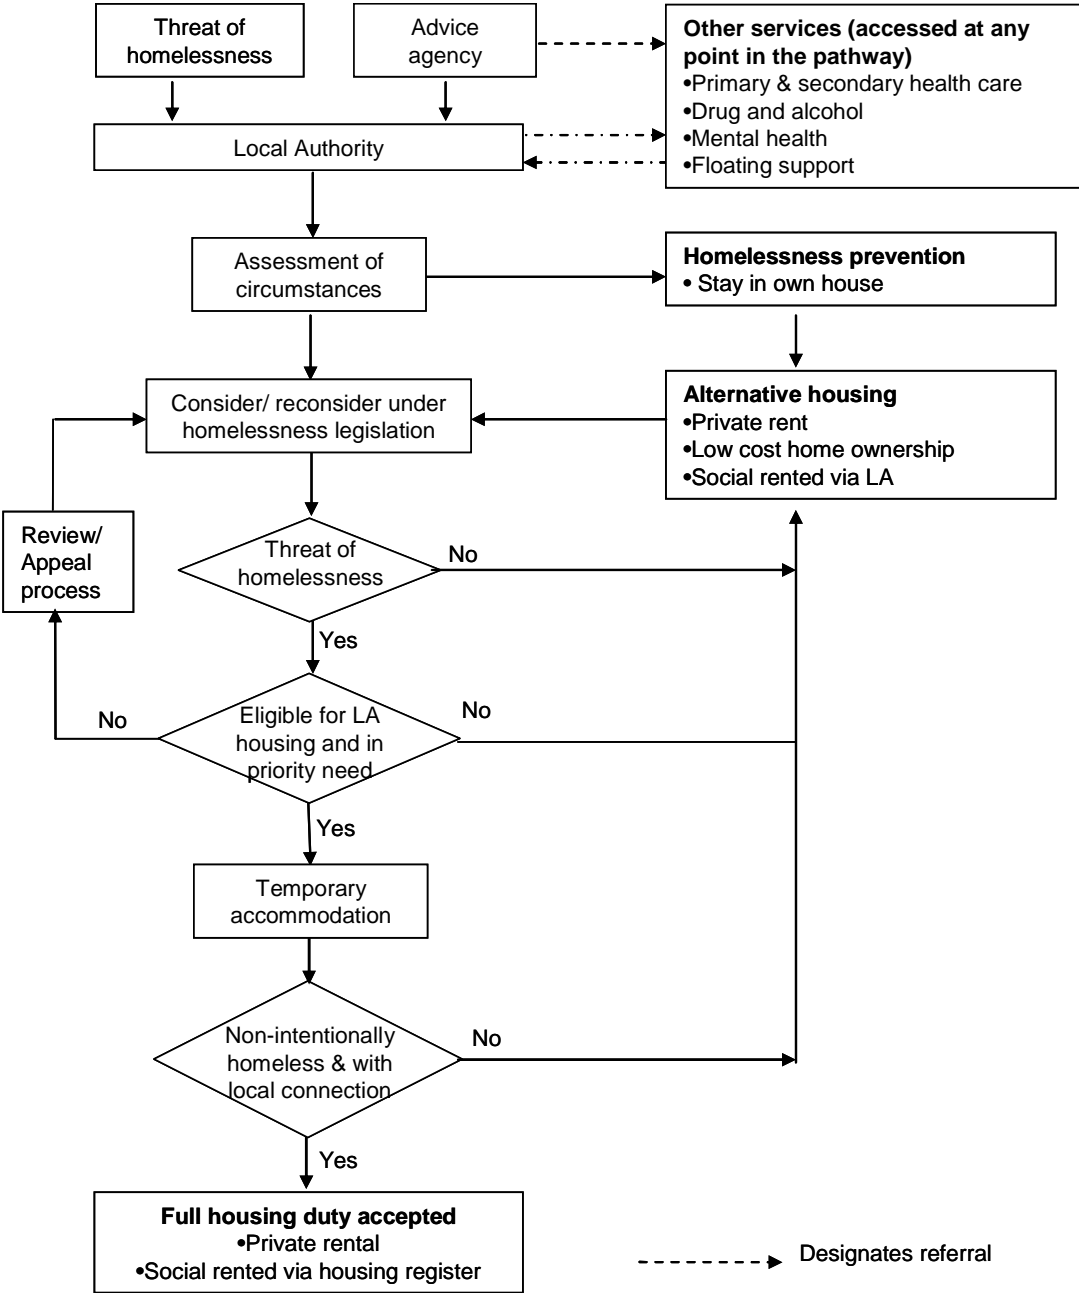 Threat of
homelessness
Advice
agency
Other services (accessed at any
point in the pathway)
•Primary & secondary health care
•Drug and alcohol
•Mental health
•Floating support
Local Authority
Assessment of
circumstances
Homelessness prevention
• Stay in own house
Consider/ reconsider under
homelessness legislation
Alternative housing
•Private rent
•Low cost home ownership
•Social rented via LA
Review/
Appeal
process
Threat of
homelessness
No
Yes
No
Eligible for LA
housing and in
priority need
No
Yes
Temporary
accommodation
Non-intentionally
homeless & with
local connection
No
Yes
Full housing duty accepted
•Private rental
•Social rented via housing register
Designates referral